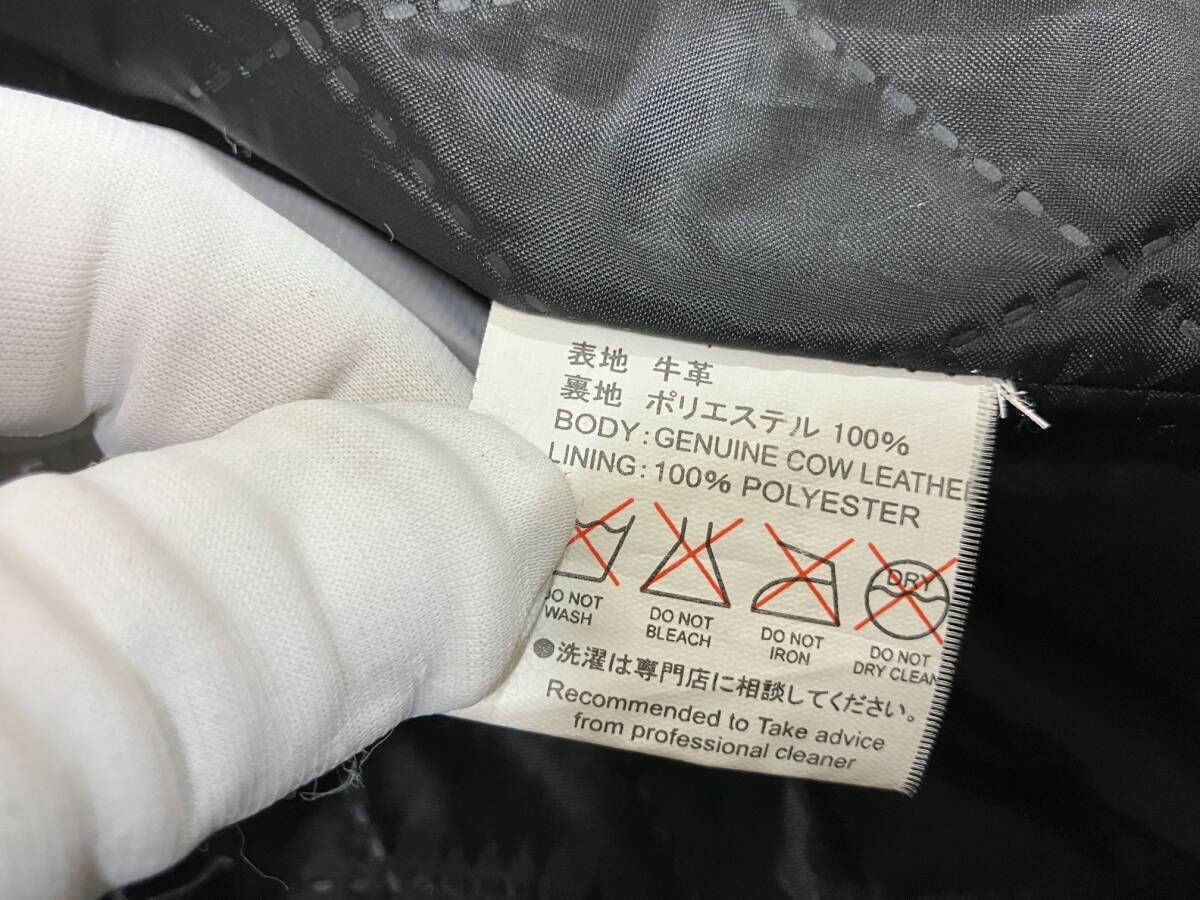 表地 牛革
裏地 ポリエステル 100%
BODY : GENUINE COW LEATHE
LINING : 100% POLYESTER
DRY
DO NOT
WASH
DO NOT
BLEACH
DO NOT
IRON
DO NOT
DRY CLEAN
●洗濯は専門店に相談してください。
Recommended to Take advice
from professional cleaner